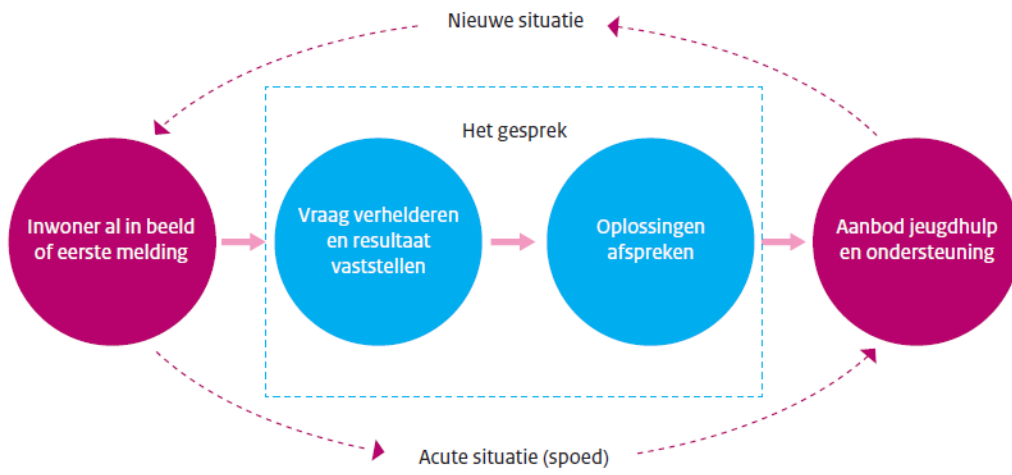 Nieuwe situatie
Het gesprek
Inwoner al in beeld
of eerste melding
Vraag verhelderen
en resultaat
vaststellen
Oplossingen
afspreken
Aanbod jeugdhulp
en ondersteuning
Acute situatie (spoed)